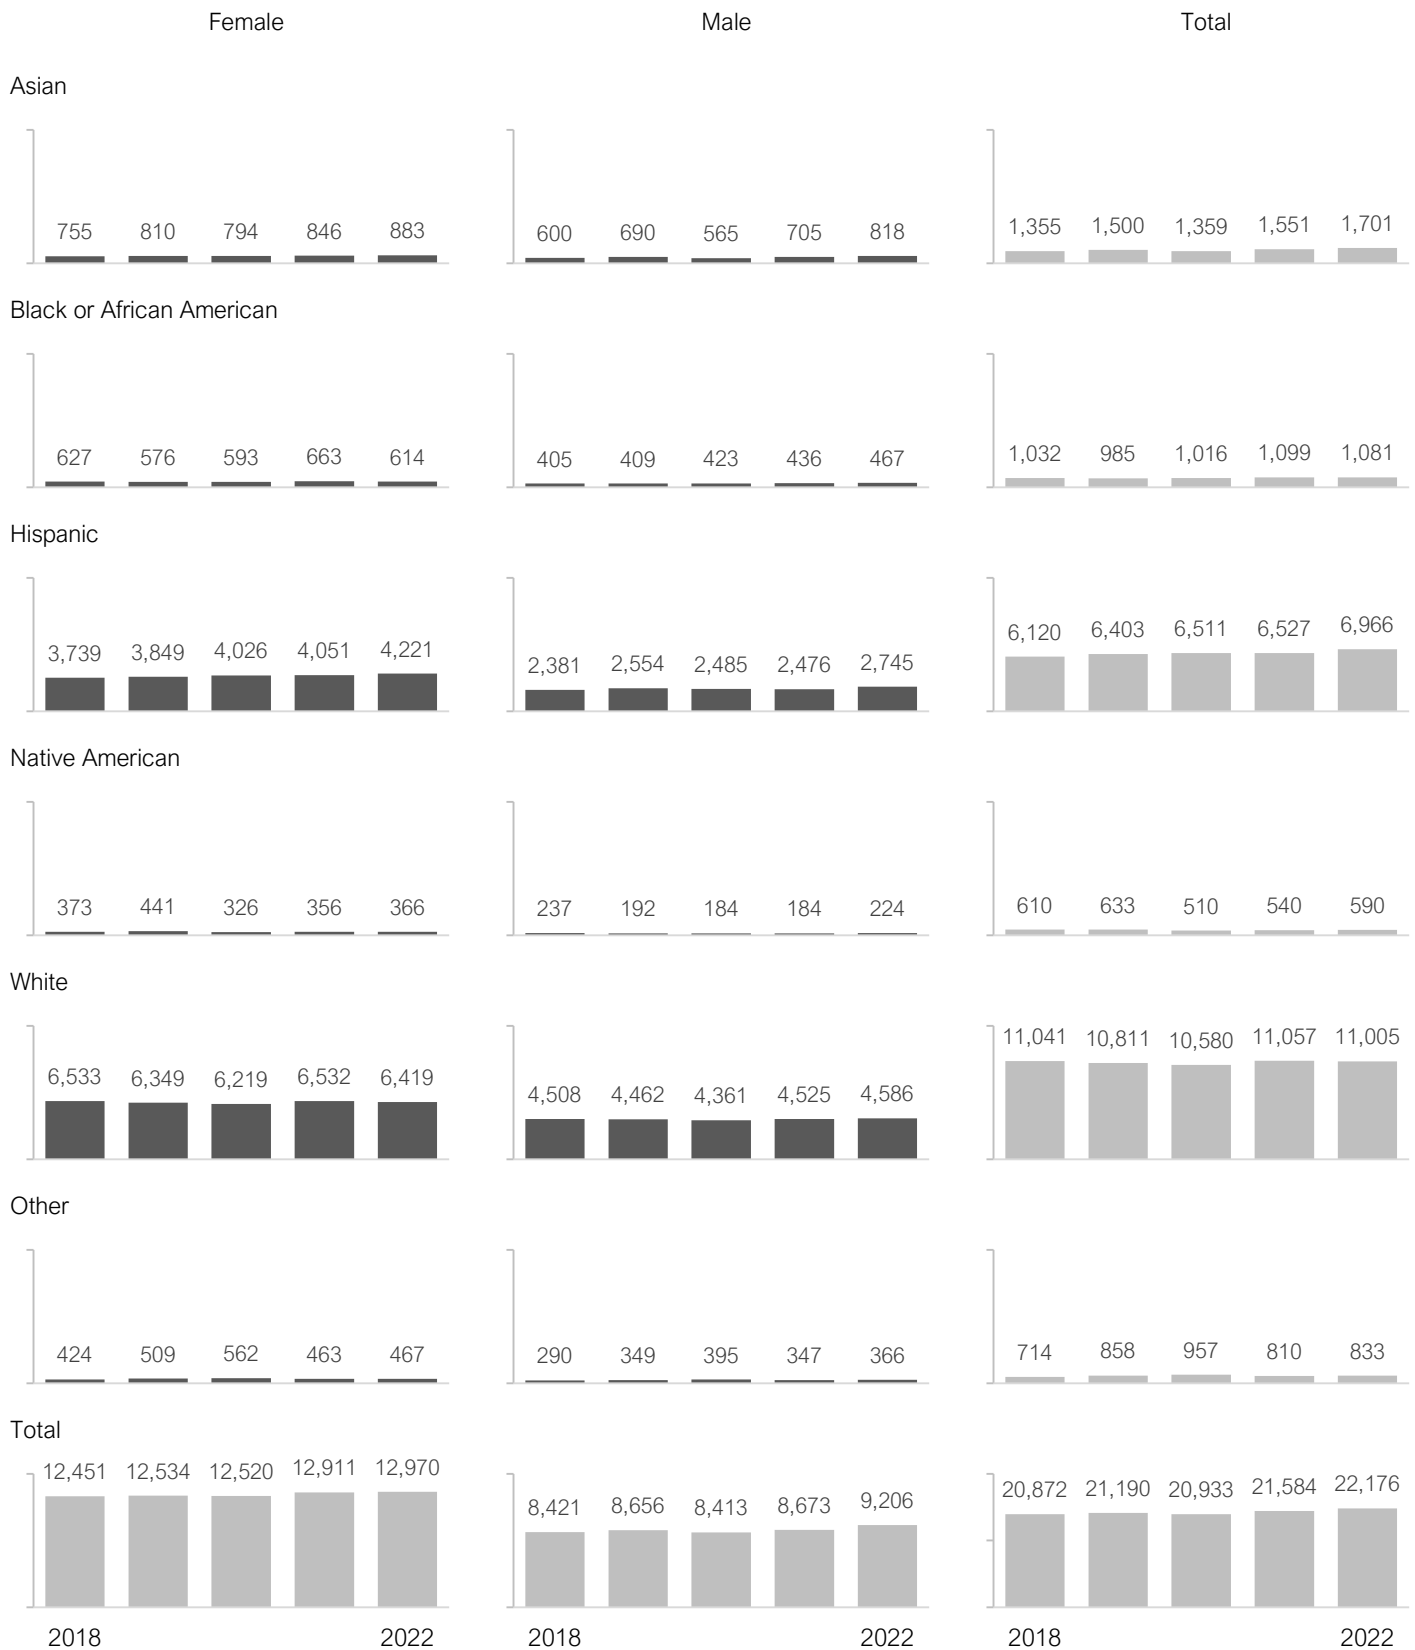 Female Male Total
Asian
755 810 794 846 883 600 690 565 705 818 1,355 1,500 1,359 1,551 1,701
Black or African American
627 576 593 663 614 405 409 423 436 467 1,032 985 1,016 1,099 1,081
Hispanic
3,739 3,849 4,026 4,051 4,221 2,381 2,554 2,485 2,476 2,745 6,120 6,403 6,511 6,527 6,966
Native American
373 441 326 356 366 237 192 184 184 224 610 633 510 540 590
White
6,533 6,349 6,219 6,532 6,419 4,508 4,462 4,361 4,525 4,586 11,041 10,811 10,580 11,057 11,005
Other
424 509 562 463 467 290 349 395 347 366 714 858 957 810 833
Total
12,451 12,534 12,520 12,911 12,970 8,421 8,656 8,413 8,673 9,206 20,872 21,190 20,933 21,584 22,176
2018 2022 2018 2022 2018 2022